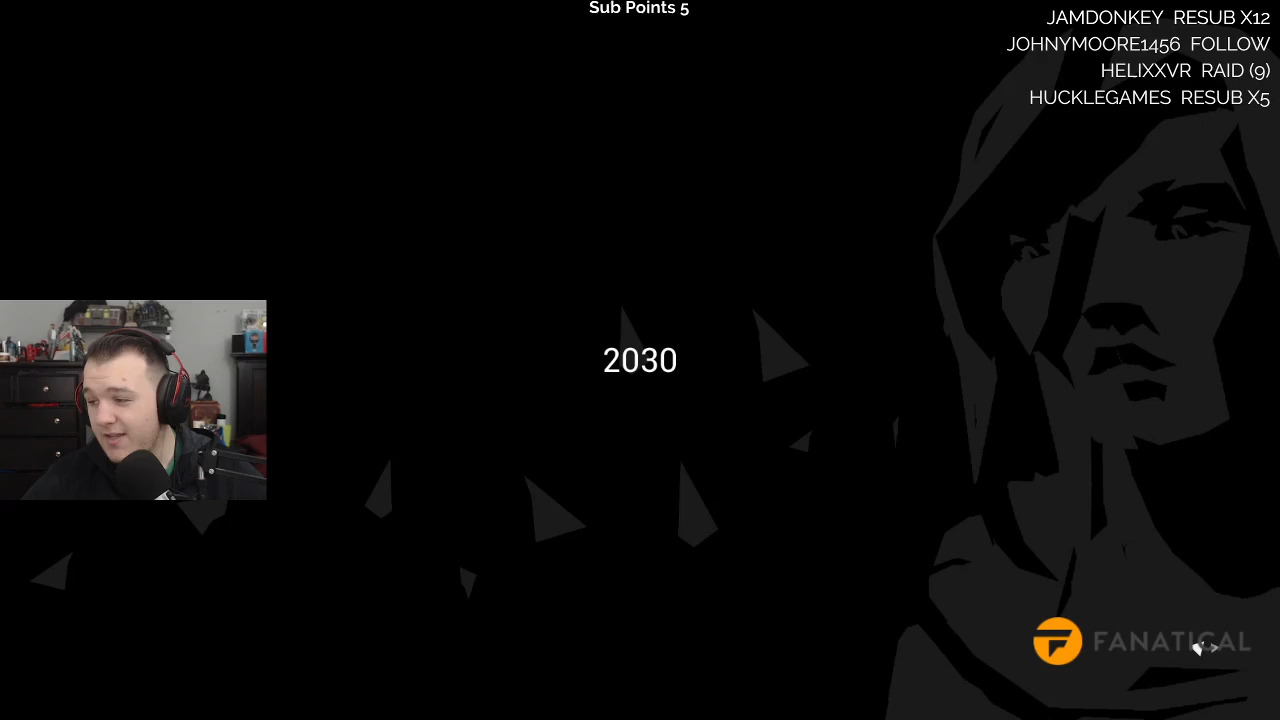 Sub Points 5
JAMDONKEY RESUB X12
JOHNYMOORE1456 FOLLOW
HELIXXVR RAID (9)
HUCKLEGAMES RESUB X5
2030
FANATICAL